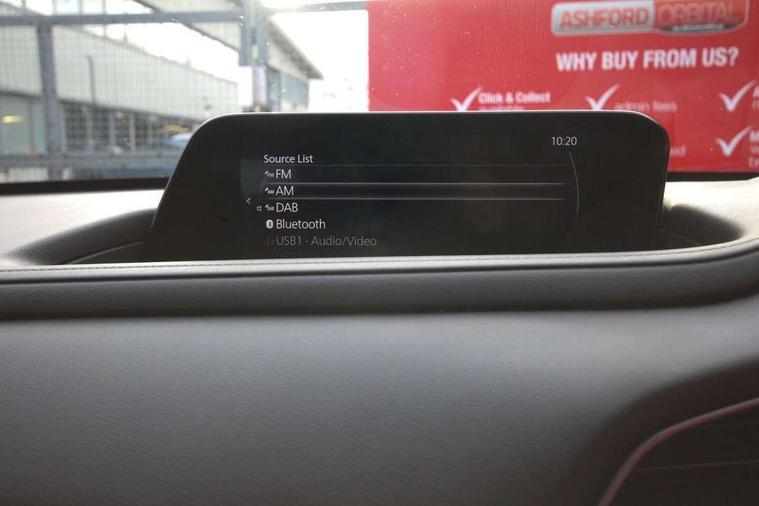 ASHFORD ORBITAL
WHY BUY FROM US?
Click & Collect
admin fees
10:20
Source List
FM
AM
DAB
Bluetooth
USB1 - Audio/Video